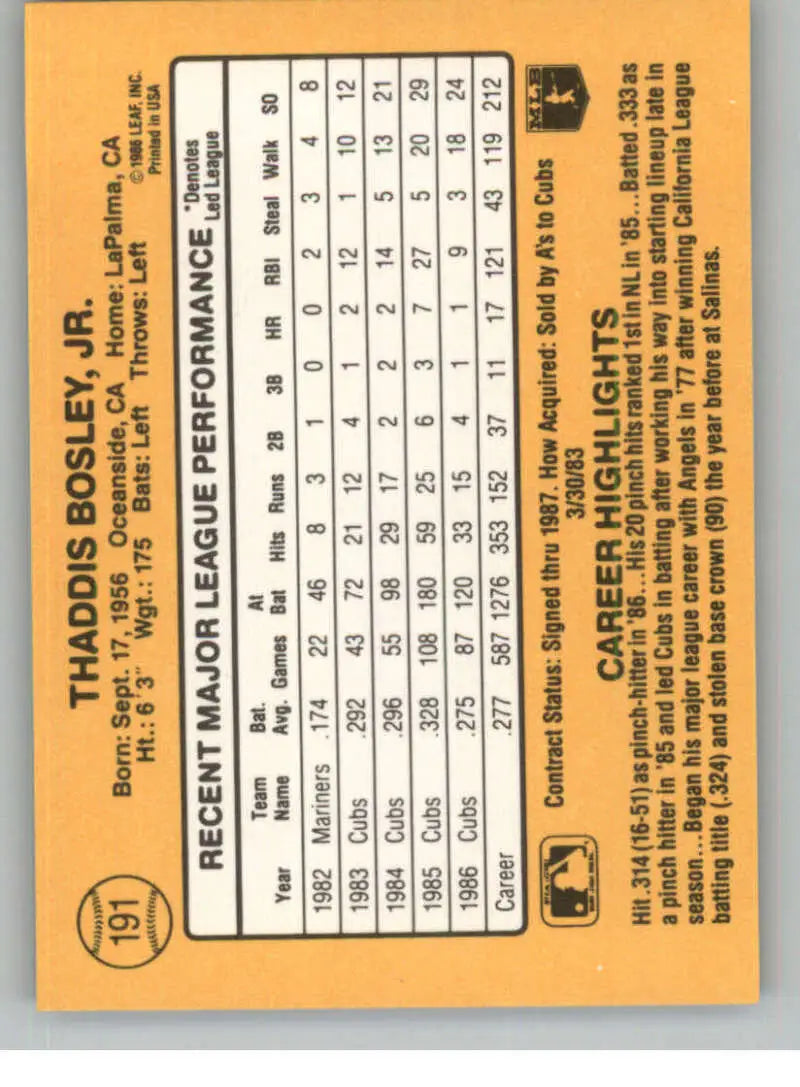 191
THADDIS BOSLEY, JR.
Born: Sept. 17, 1956 Oceanside, CA Home: LaPalma, CA
Ht.: 6'3" Wgt.: 175 Bats: Left Throws: Left
©1986 LEAF, INC.
Printed in USA
RECENT MAJOR LEAGUE PERFORMANCE *Denotes Led League
Year Team Name Bat. Avg. Games At Bat Hits Runs 2B 3B HR RBI Steal Walk SO
1982 Mariners .174 22 46 8 3 1 0 0 2 3 4 8
1983 Cubs .292 43 72 21 12 4 1 2 12 1 10 12
1984 Cubs .296 55 98 29 17 2 2 2 14 5 13 21
1985 Cubs .328 108 180 59 25 6 3 7 27 5 20 29
1986 Cubs .275 87 120 33 15 4 1 1 9 3 18 24
Career .277 587 1276 353 152 37 11 17 121 43 119 212
Contract Status: Signed thru 1987. How Acquired: Sold by A's to Cubs
3/30/83
MLB
CAREER HIGHLIGHTS
Hit .314 (16-51) as pinch-hitter in '86...His 20 pinch hits ranked 1st in NL in '85...Batted .333 as
a pinch hitter in '85 and led Cubs in batting after working his way into starting lineup late in
season...Began his major league career with Angels in '77 after winning California League
batting title (.324) and stolen base crown (90) the year before at Salinas.